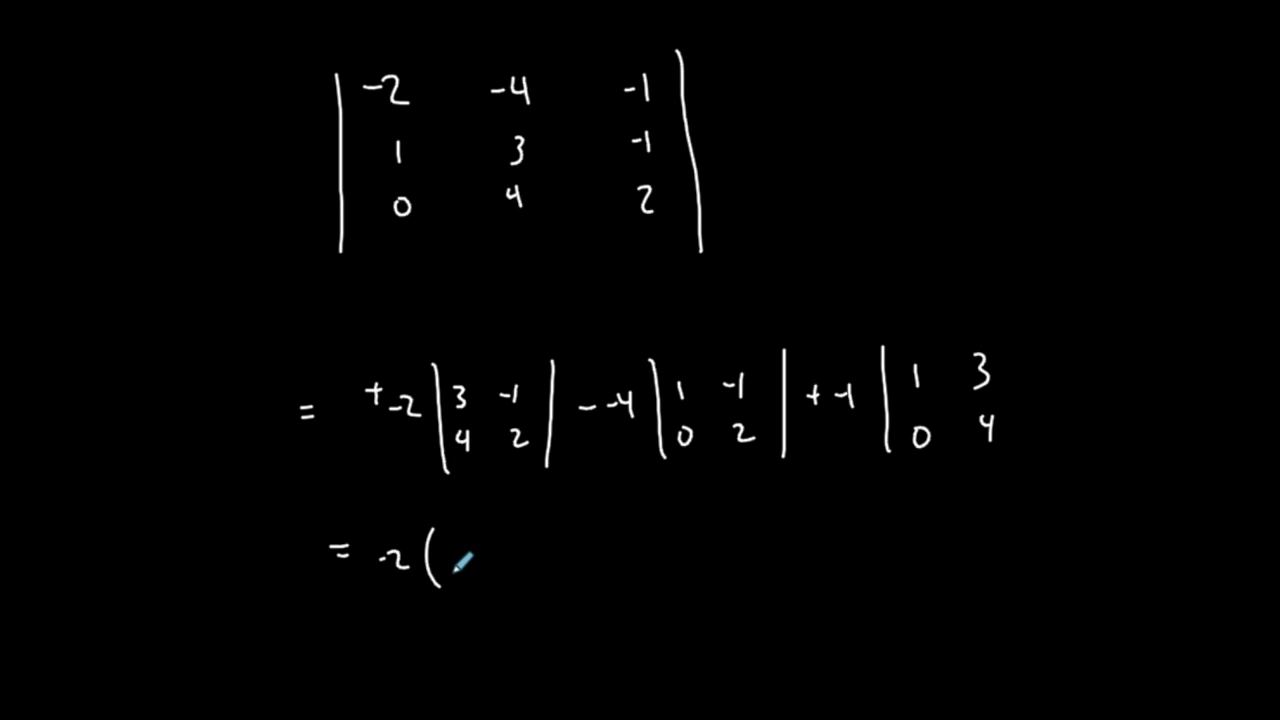 | -2 -4 -1 |
| 1 3 -1 |
| 0 4 2 |
= + -2 | 3 -1 | - -4 | 1 -1 | + -1 | 1 3
| 4 2 | | 0 2 | | 0 4
= -2 (